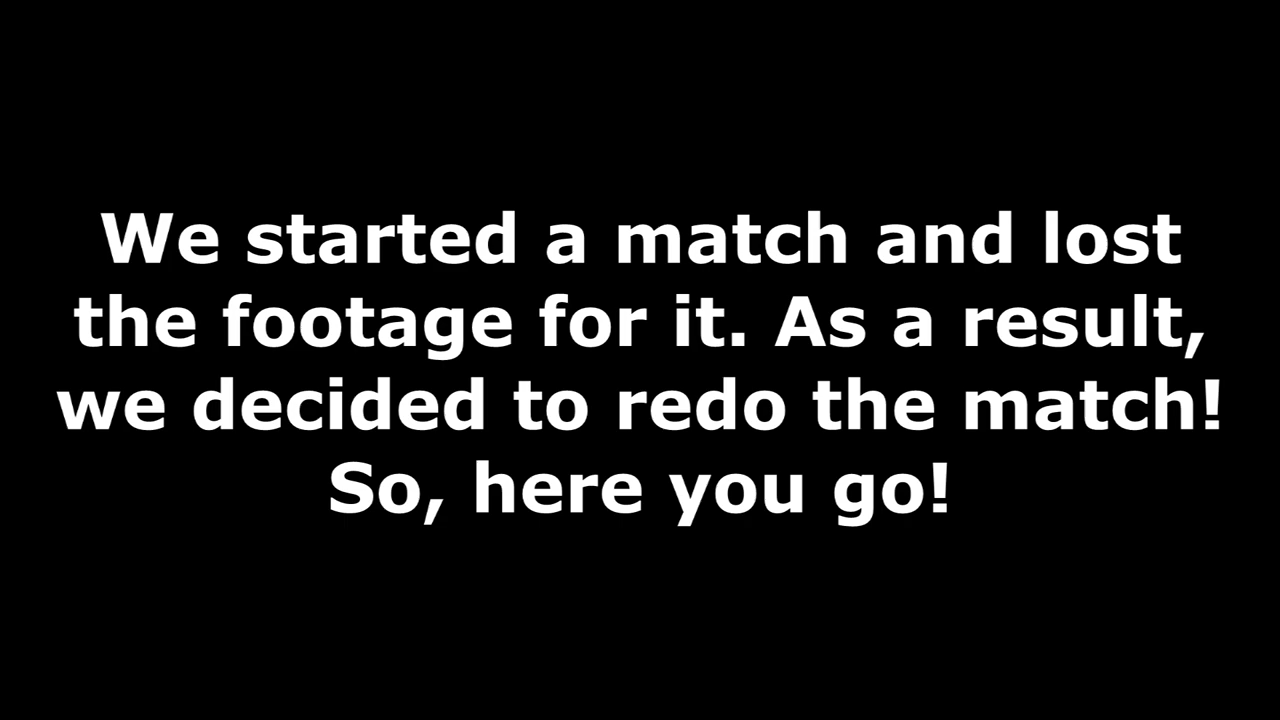 We started a match and lost
the footage for it. As a result,
we decided to redo the match!
So, here you go!